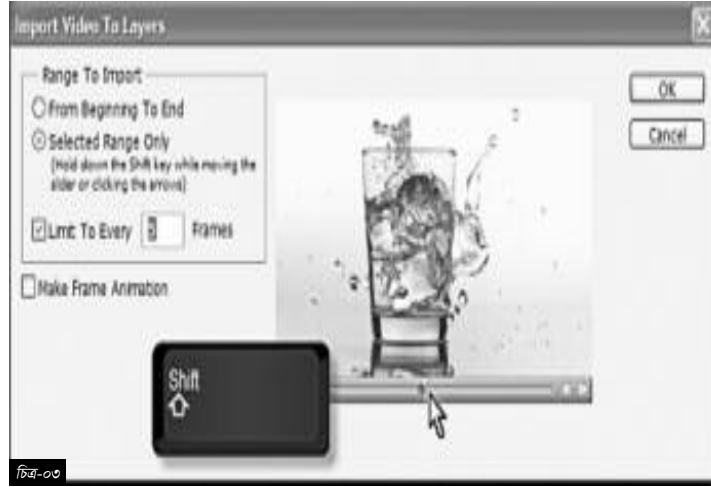 Import Video To Layers
Range To Import
From Beginning To End
Selected Range Only
(Hold down the Shift key while moving the
slider or clicking the arrows)
Limit To Every Frames
Make Frame Animation
OK
Cancel
Shift
চিত্র-০৩